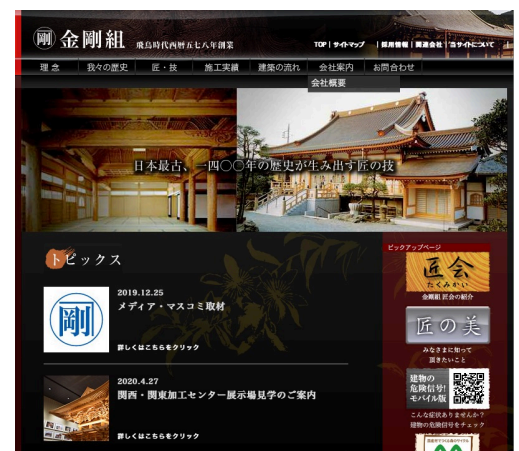 剛 金剛組 飛鳥時代西暦五七八年創業
TOP | サイトマップ | 採用情報 | 関連会社 | 当サイトについて |
理念 我々の歴史 匠・技 施工実績 建築の流れ 会社案内 お問合わせ
会社概要
日本最古、一四〇〇年の歴史が生み出す匠の技
トピックス
剛
2019.12.25
メディア・マスコミ取材
詳しくはこちらをクリック
2020.4.27
関西・関東加工センター展示場見学のご案内
詳しくはこちらをクリック
ピックアップページ
匠会
たくみかい
金剛組 匠会の紹介
匠の美
みなさまに知って
頂きたいこと
建物の
危険信号!
モバイル版
こんな症状ありませんか?
建物の危険信号をチェック